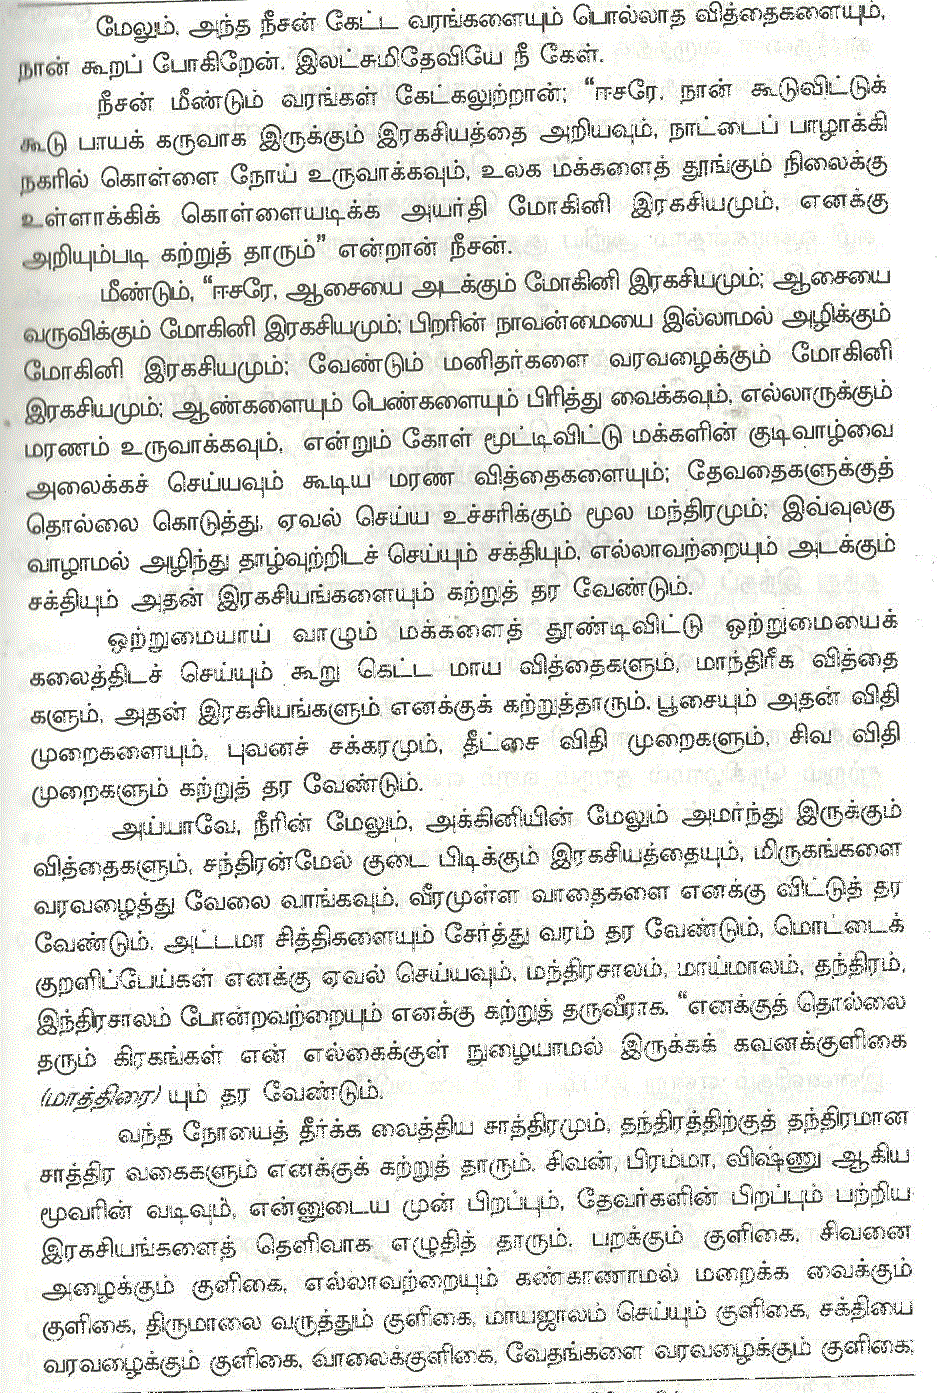 மேலும், அந்த நீசன் கேட்ட வரங்களையும் பொல்லாத வித்தைகளையும்,
நான் கூறப் போகிறேன். இலட்சுமிதேவியே நீ கேள்.
நீசன் மீண்டும் வரங்கள் கேட்கலுற்றான்; “ஈசரே, நான் கூடுவிட்டுக்
கூடு பாயக் கருவாக இருக்கும் இரகசியத்தை அறியவும், நாட்டைப் பாழாக்கி
நகரில் கொள்ளை நோய் உருவாக்கவும், உலக மக்களைத் தூங்கும் நிலைக்கு
உள்ளாக்கிக் கொள்ளையடிக்க அயர்தி மோகினி இரகசியமும், எனக்கு
அறியும்படி கற்றுத் தாரும்” என்றான் நீசன்.
மீண்டும், “ஈசரே, ஆசையை அடக்கும் மோகினி இரகசியமும்; ஆசையை
வருவிக்கும் மோகினி இரகசியமும்; பிறரின் நாவன்மையை இல்லாமல் அழிக்கும்
மோகினி இரகசியமும்; வேண்டும் மனிதர்களை வரவழைக்கும் மோகினி
இரகசியமும்; ஆண்களையும் பெண்களையும் பிரித்து வைக்கவும், எல்லாருக்கும்
மரணம் உருவாக்கவும், என்றும் கோள் மூட்டிவிட்டு மக்களின் குடிவாழ்வை
அலைக்கச் செய்யவும் கூடிய மரண வித்தைகளையும்; தேவதைகளுக்குத்
தொல்லை கொடுத்து, ஏவல் செய்ய உச்சரிக்கும் மூல மந்திரமும்; இவ்வுலகு
வாழாமல் அழிந்து தாழ்வுற்றிடச் செய்யும் சக்தியும், எல்லாவற்றையும் அடக்கும்
சக்தியும் அதன் இரகசியங்களையும் கற்றுத் தர வேண்டும்.
ஒற்றுமையாய் வாழும் மக்களைத் தூண்டிவிட்டு ஒற்றுமையைக்
கலைத்திடச் செய்யும் கூறு கெட்ட மாய வித்தைகளும், மாந்திரீக வித்தை
களும், அதன் இரகசியங்களும் எனக்குக் கற்றுத்தாரும். பூசையும் அதன் விதி
முறைகளையும், புவனச் சக்கரமும், தீட்சை விதி முறைகளும், சிவ விதி
முறைகளும் கற்றுத் தர வேண்டும்.
அய்யாவே, நீரின் மேலும், அக்கினியின் மேலும் அமர்ந்து இருக்கும்
வித்தைகளும், சந்திரன்மேல் குடை பிடிக்கும் இரகசியத்தையும், மிருகங்களை
வரவழைத்து வேலை வாங்கவும், வீரமுள்ள வாதைகளை எனக்கு விட்டுத் தர
வேண்டும். அட்டமா சித்திகளையும் சேர்த்து வரம் தர வேண்டும், மொட்டைக்
குறளிப்பேய்கள் எனக்கு ஏவல் செய்யவும், மந்திரசாலம், மாய்மாலம், தந்திரம்,
இந்திரசாலம் போன்றவற்றையும் எனக்கு கற்றுத் தருவீராக. “எனக்குத் தொல்லை
தரும் கிரகங்கள் என் எல்கைக்குள் நுழையாமல் இருக்கக் கவனக்குளிகை
(மாத்திரை) யும் தர வேண்டும்.
வந்த நோயைத் தீர்க்க வைத்திய சாத்திரமும், தந்திரத்திற்குத் தந்திரமான
சாத்திர வகைகளும் எனக்குக் கற்றுத் தாரும். சிவன், பிரம்மா, விஷ்ணு ஆகிய
மூவரின் வடிவும், என்னுடைய முன் பிறப்பும், தேவர்களின் பிறப்பும் பற்றிய
இரகசியங்களைத் தெளிவாக எழுதித் தாரும். பறக்கும் குளிகை, சிவனை
அழைக்கும் குளிகை, எல்லாவற்றையும் கண்காணாமல் மறைக்க வைக்கும்
குளிகை, திருமாலை வருத்தும் குளிகை, மாயஜாலம் செய்யும் குளிகை, சக்தியை
வரவழைக்கும் குளிகை, வாலைக்குளிகை, வேதங்களை வரவழைக்கும் குளிகை;